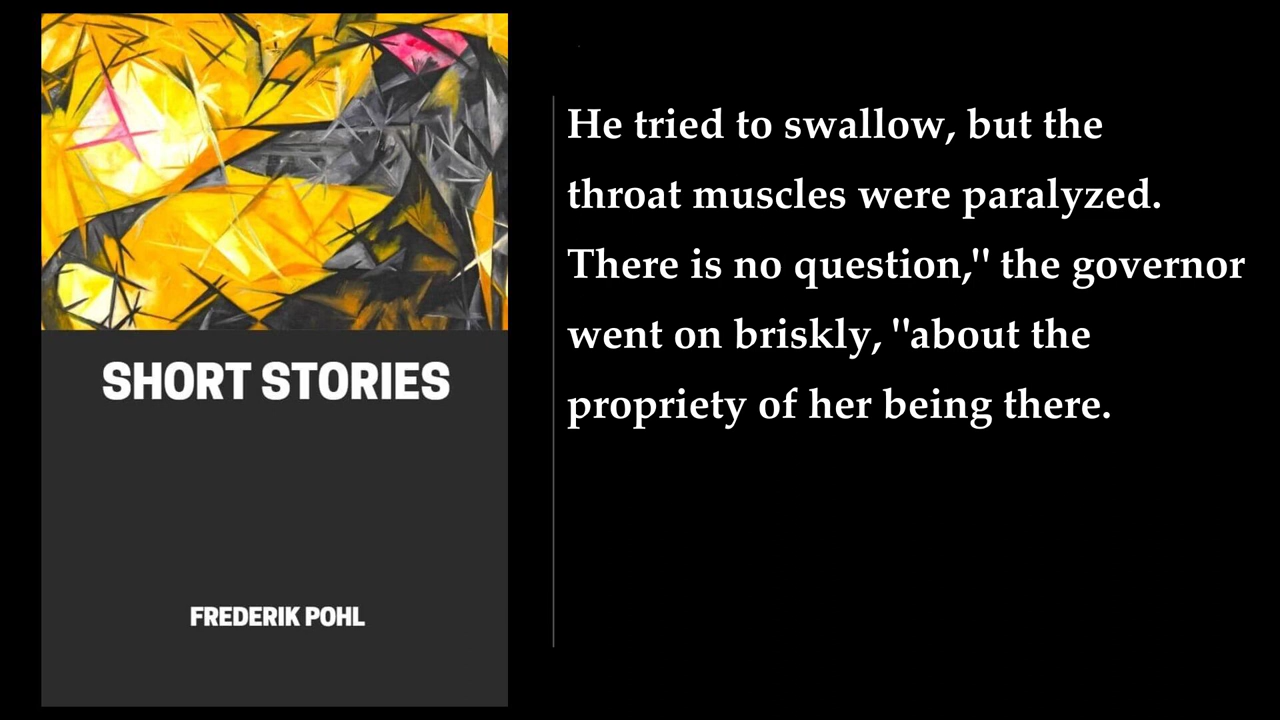 SHORT STORIES
FREDERIK POHL
He tried to swallow, but the
throat muscles were paralyzed.
There is no question," the governor
went on briskly, "about the
propriety of her being there.